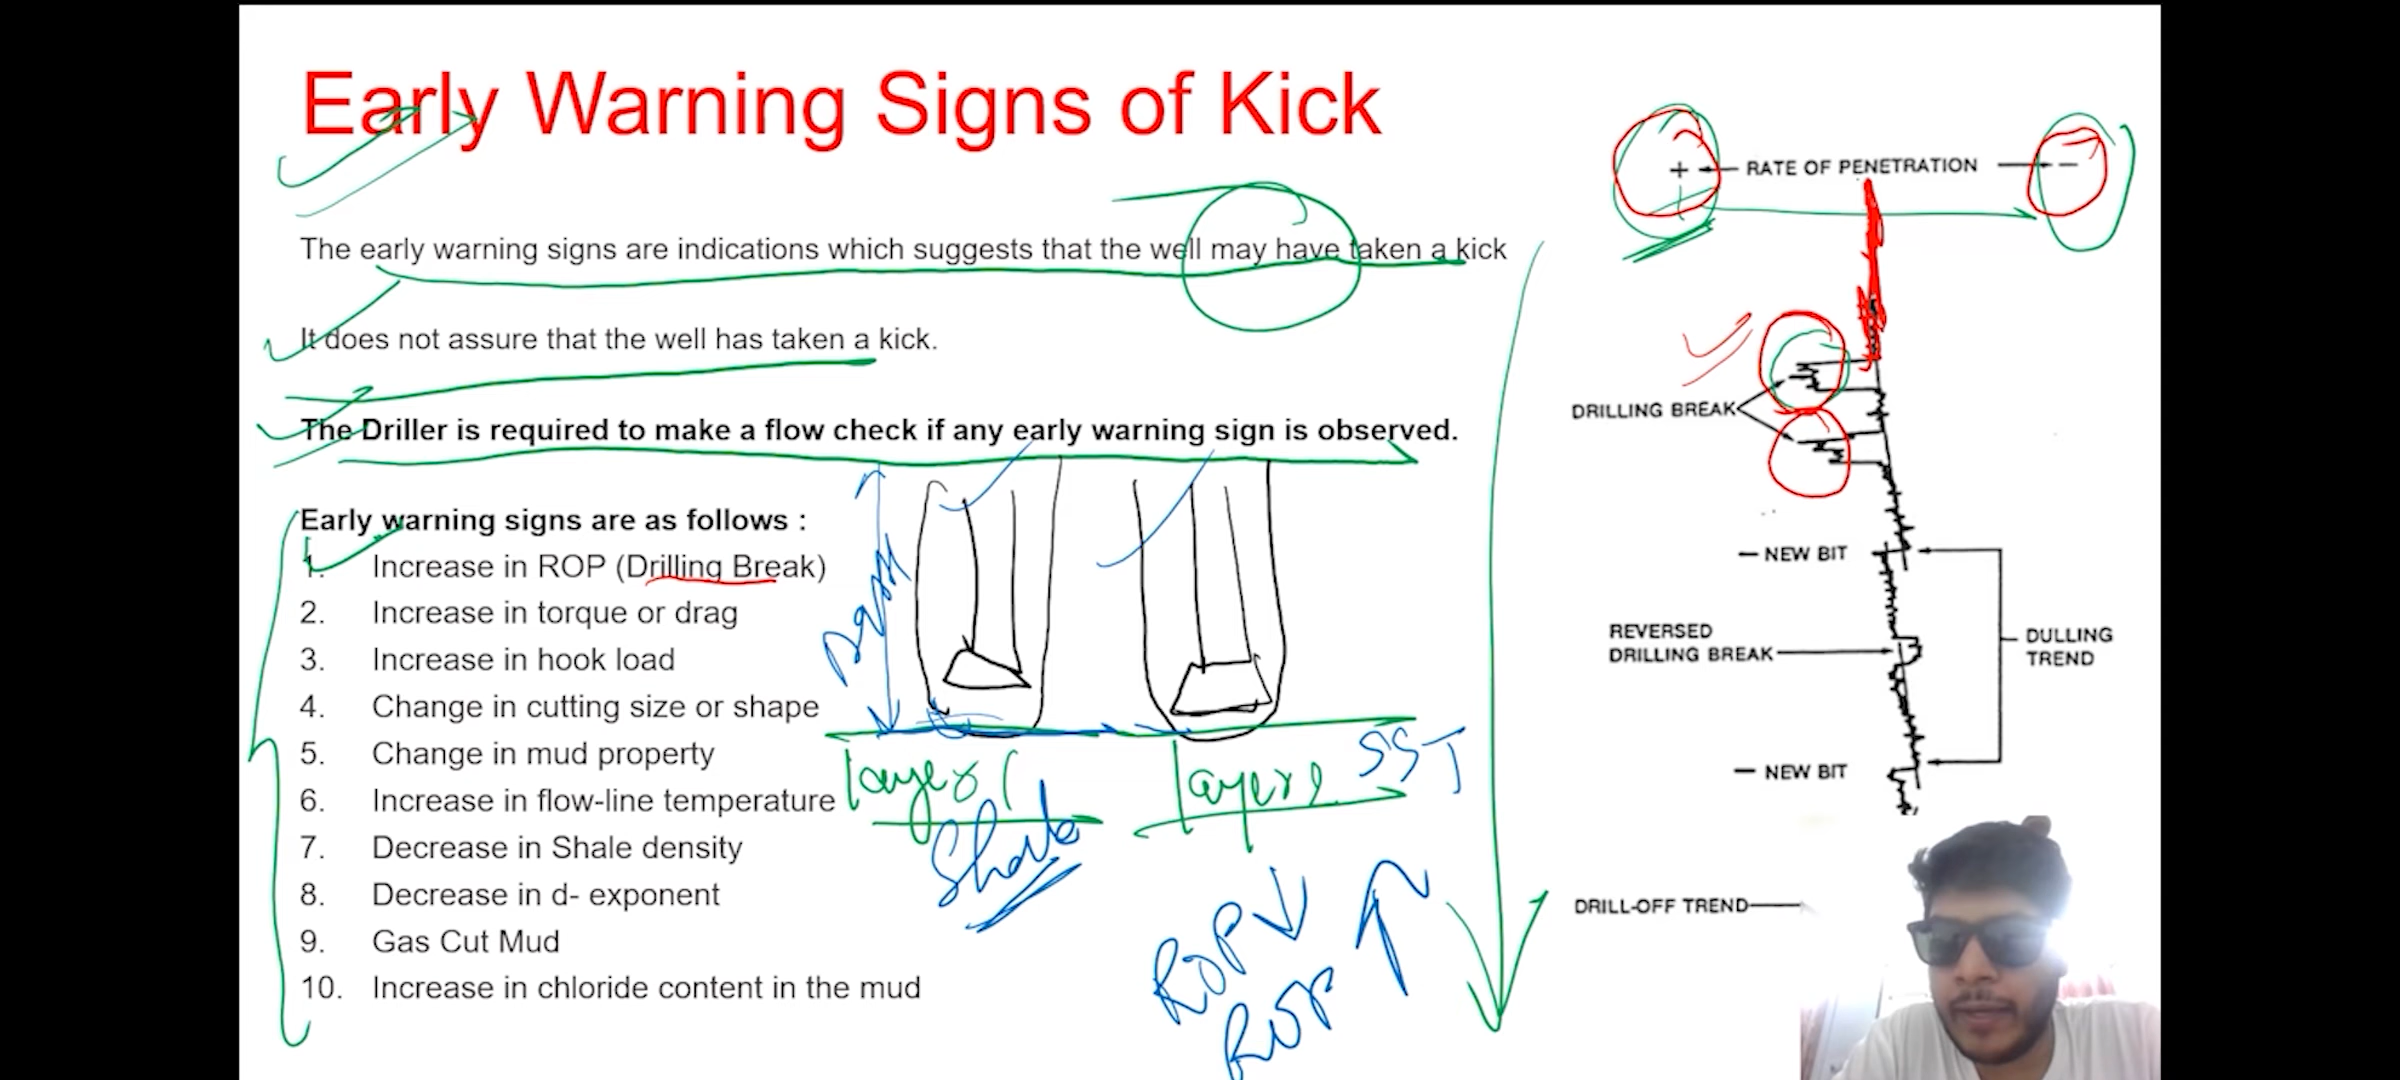 Early Warning Signs of Kick
The early warning signs are indications which suggests that the well may have taken a kick
It does not assure that the well has taken a kick.
The Driller is required to make a flow check if any early warning sign is observed.
Early warning signs are as follows :
1. Increase in ROP (Drilling Break)
2. Increase in torque or drag
3. Increase in hook load
4. Change in cutting size or shape
5. Change in mud property
6. Increase in flow-line temperature
7. Decrease in Shale density
8. Decrease in d- exponent
9. Gas Cut Mud
10. Increase in chloride content in the mud
layer 1
Shale
layer 2
SST
ROP ↓
ROP ↑
+ RATE OF PENETRATION –
DRILLING BREAK
– NEW BIT
REVERSED
DRILLING BREAK
DULLING
TREND
– NEW BIT
DRILL-OFF TREND